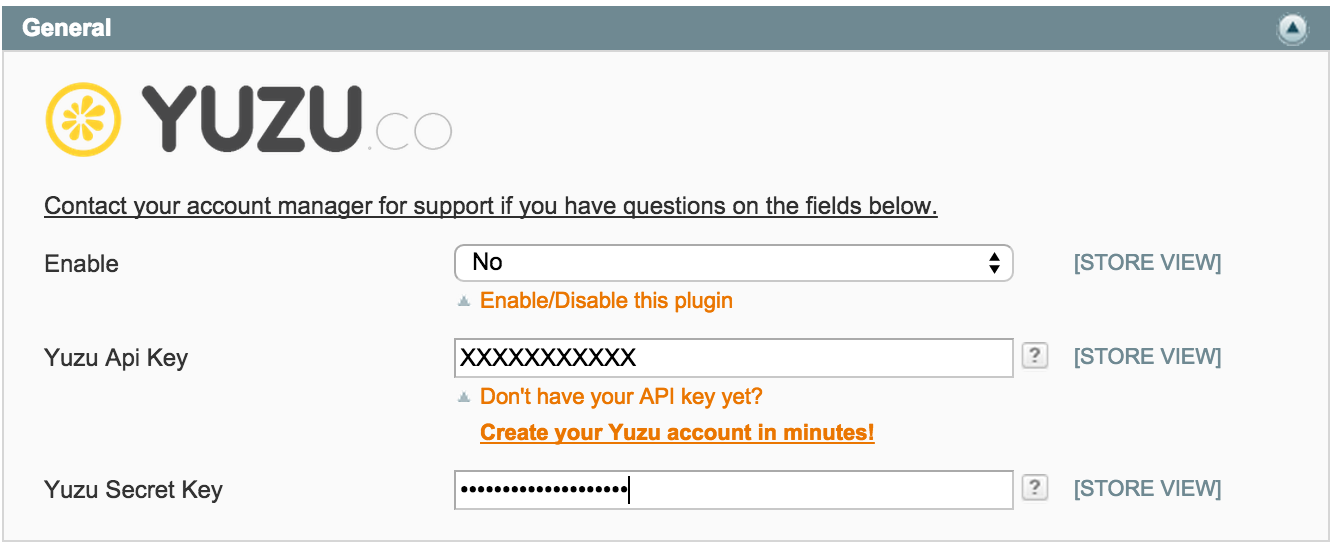 General
YUZU.CO
Contact your account manager for support if you have questions on the fields below.
Enable No [STORE VIEW]
Enable/Disable this plugin
Yuzu Api Key XXXXXXXXXXX ? [STORE VIEW]
Don't have your API key yet?
Create your Yuzu account in minutes!
Yuzu Secret Key •••••••••••••••••••• ? [STORE VIEW]